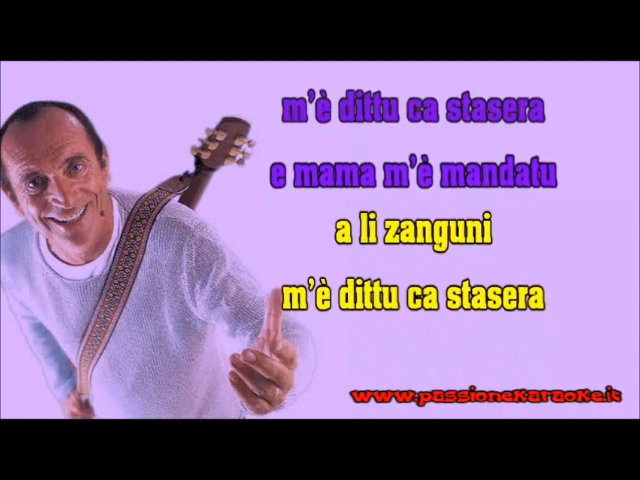 m'è dittu ca stasera
e mama m'è mandatu
a li zanguni
m'è dittu ca stasera
www.passionekaraoke.it